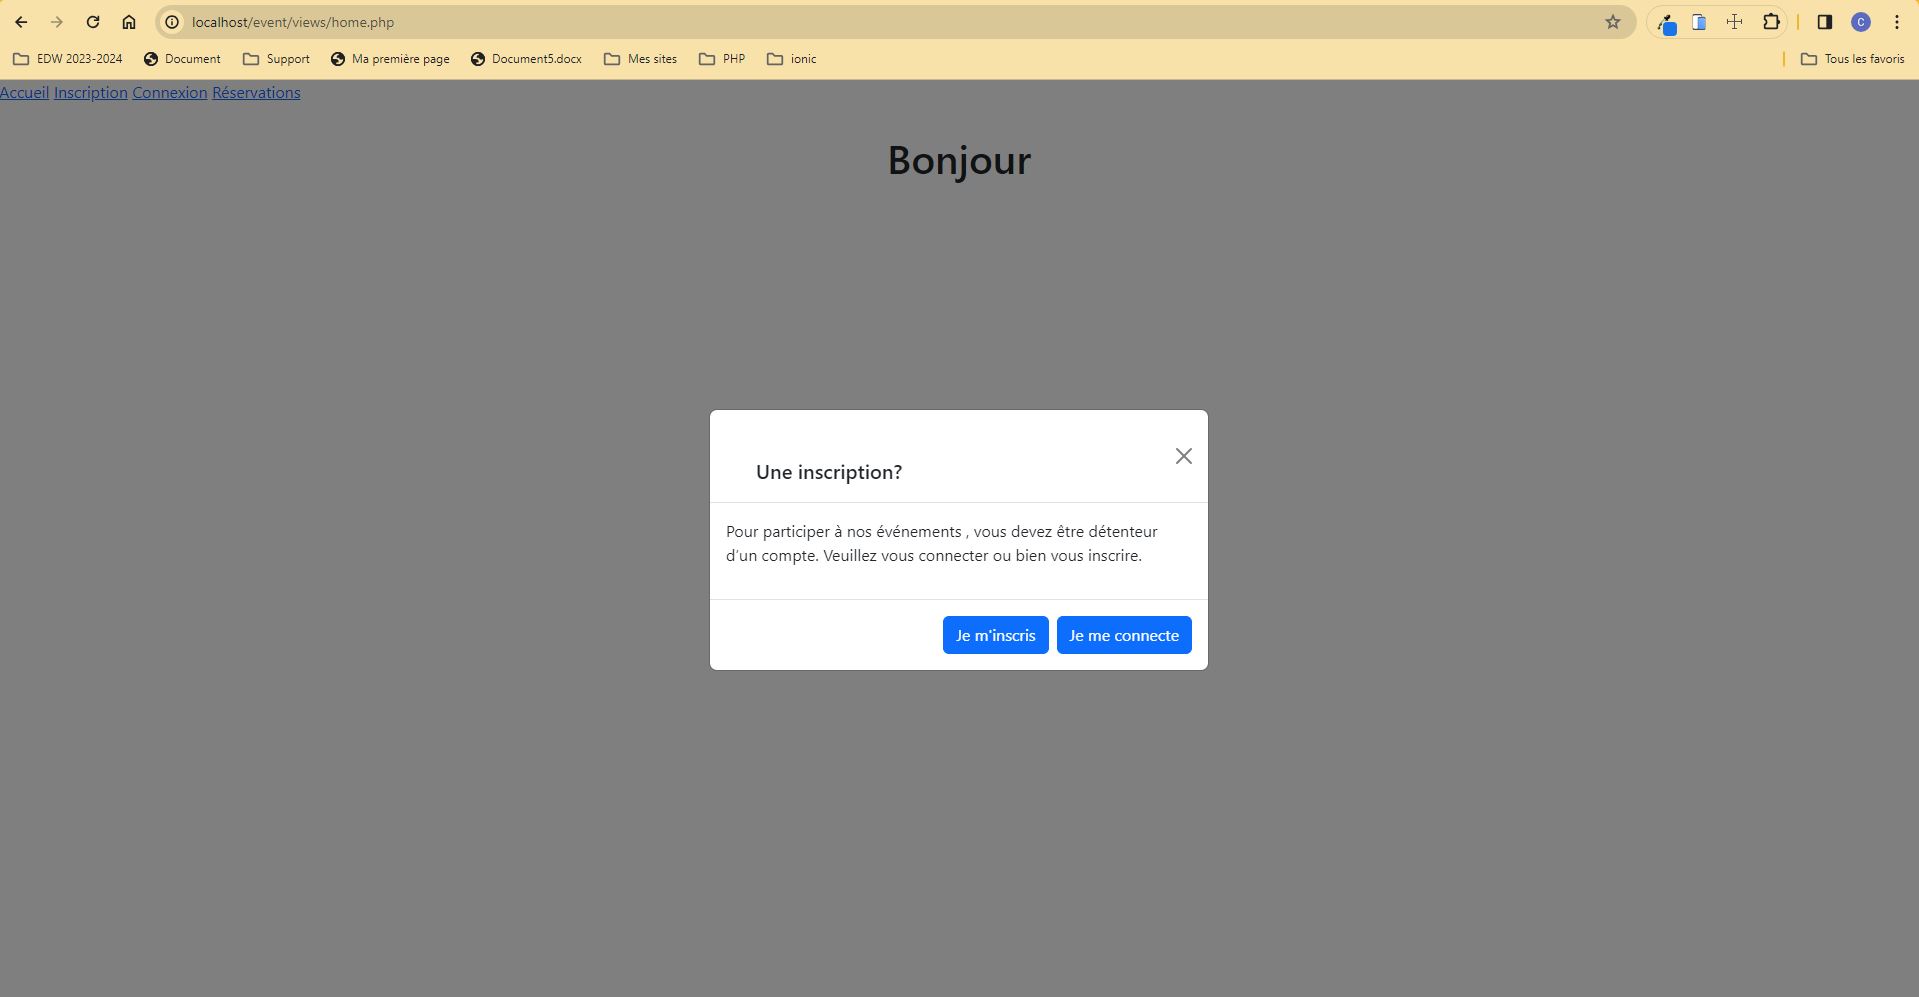 localhost/event/views/home.php
EDW 2023-2024 Document Support Ma première page Document5.docx Mes sites PHP ionic Tous les favoris
C
Accueil Inscription Connexion Réservations
Bonjour
Une inscription?
Pour participer à nos événements , vous devez être détenteur
d'un compte. Veuillez vous connecter ou bien vous inscrire.
Je m'inscris Je me connecte